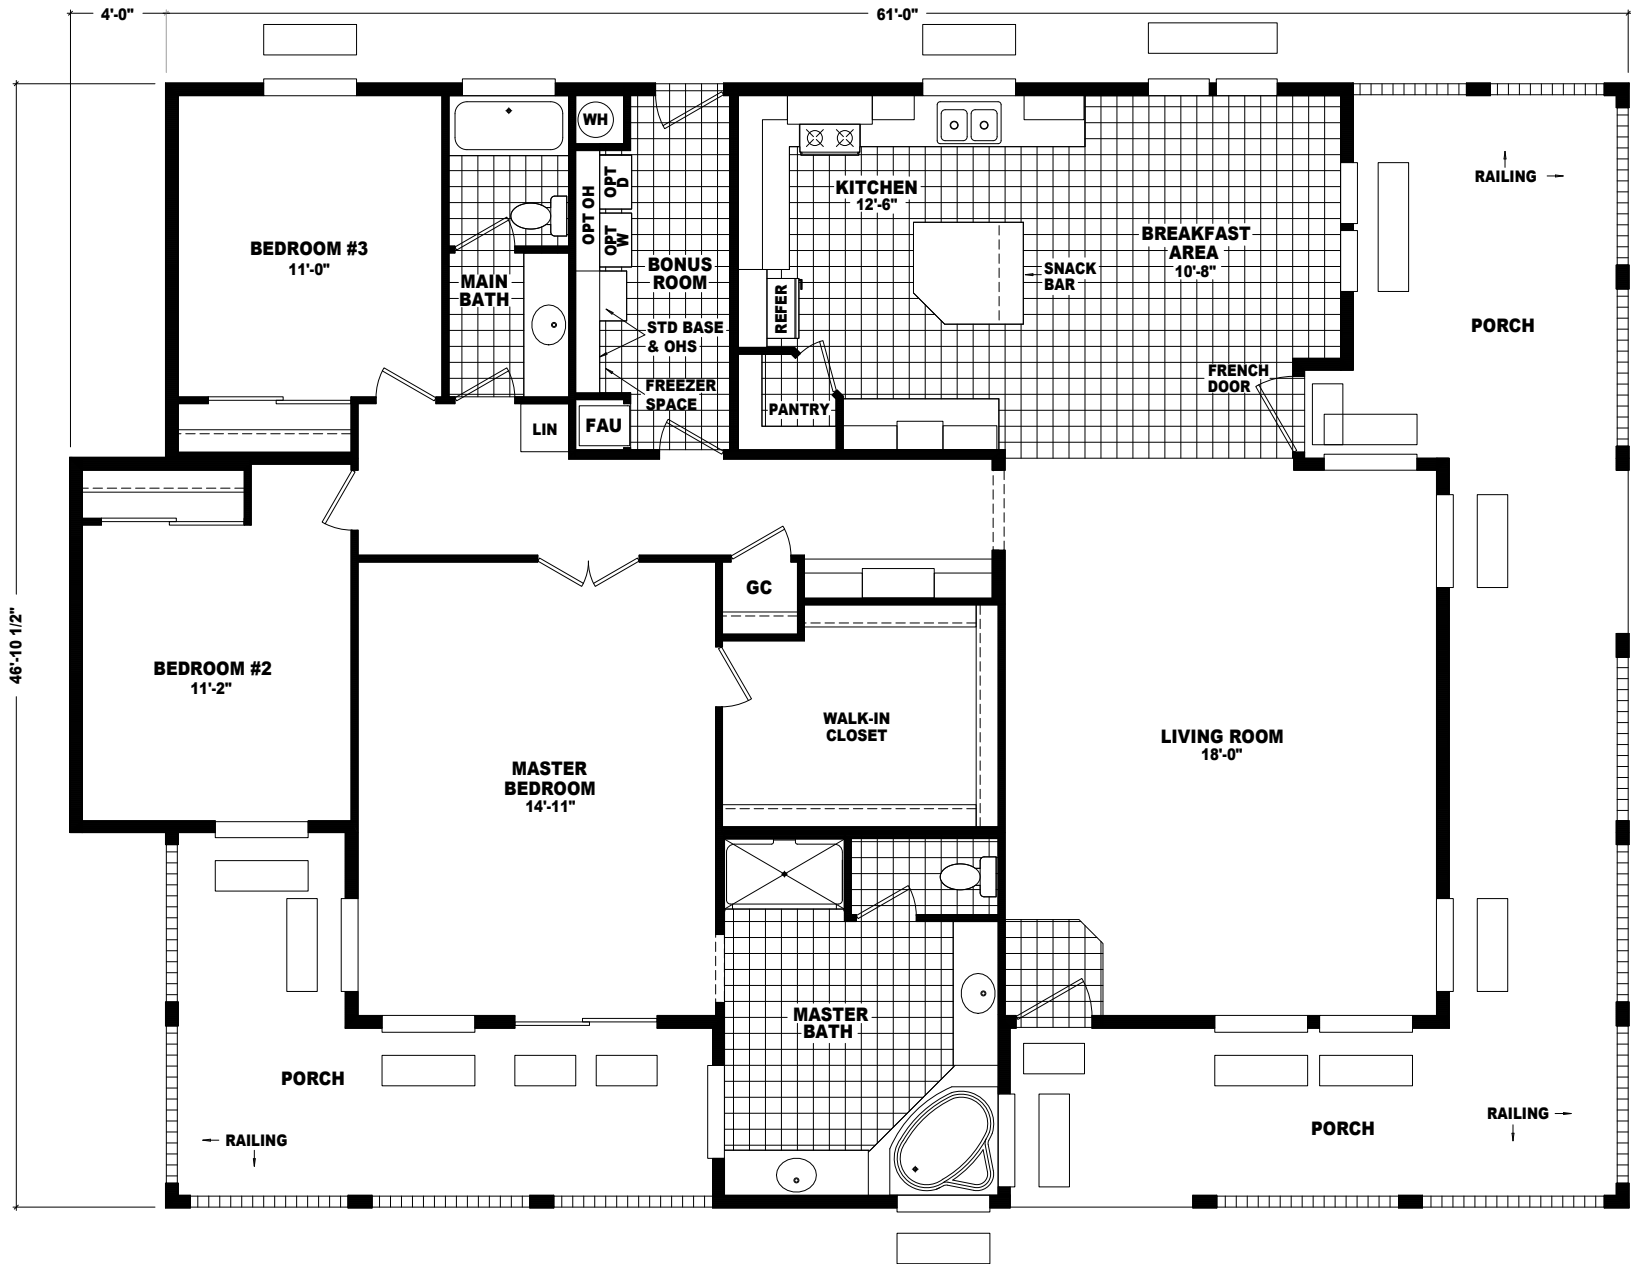 4'-0"
61'-0"
46'-10 1/2"
BEDROOM #3
11'-0"
MAIN
BATH
WH
OPT OH
OPT
D
OPT
W
BONUS
ROOM
STD BASE
& OHS
FREEZER
SPACE
LIN
FAU
KITCHEN
12'-6"
REFER
PANTRY
SNACK
BAR
BREAKFAST
AREA
10'-8"
FRENCH
DOOR
RAILING
PORCH
BEDROOM #2
11'-2"
MASTER
BEDROOM
14'-11"
GC
WALK-IN
CLOSET
LIVING ROOM
18'-0"
MASTER
BATH
PORCH
RAILING
PORCH
RAILING